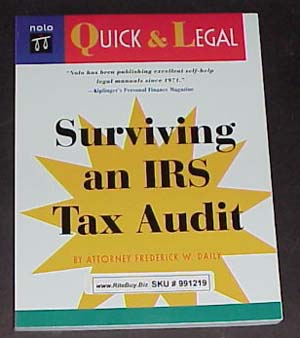 nolo
QUICK & LEGAL
"Nolo has been publishing excellent self-help
legal manuals since 1971."
—Kiplinger's Personal Finance Magazine
Surviving
an IRS
Tax Audit
BY ATTORNEY FREDERICK W. DAILY
www.RiteBuy.Biz SKU # 991219